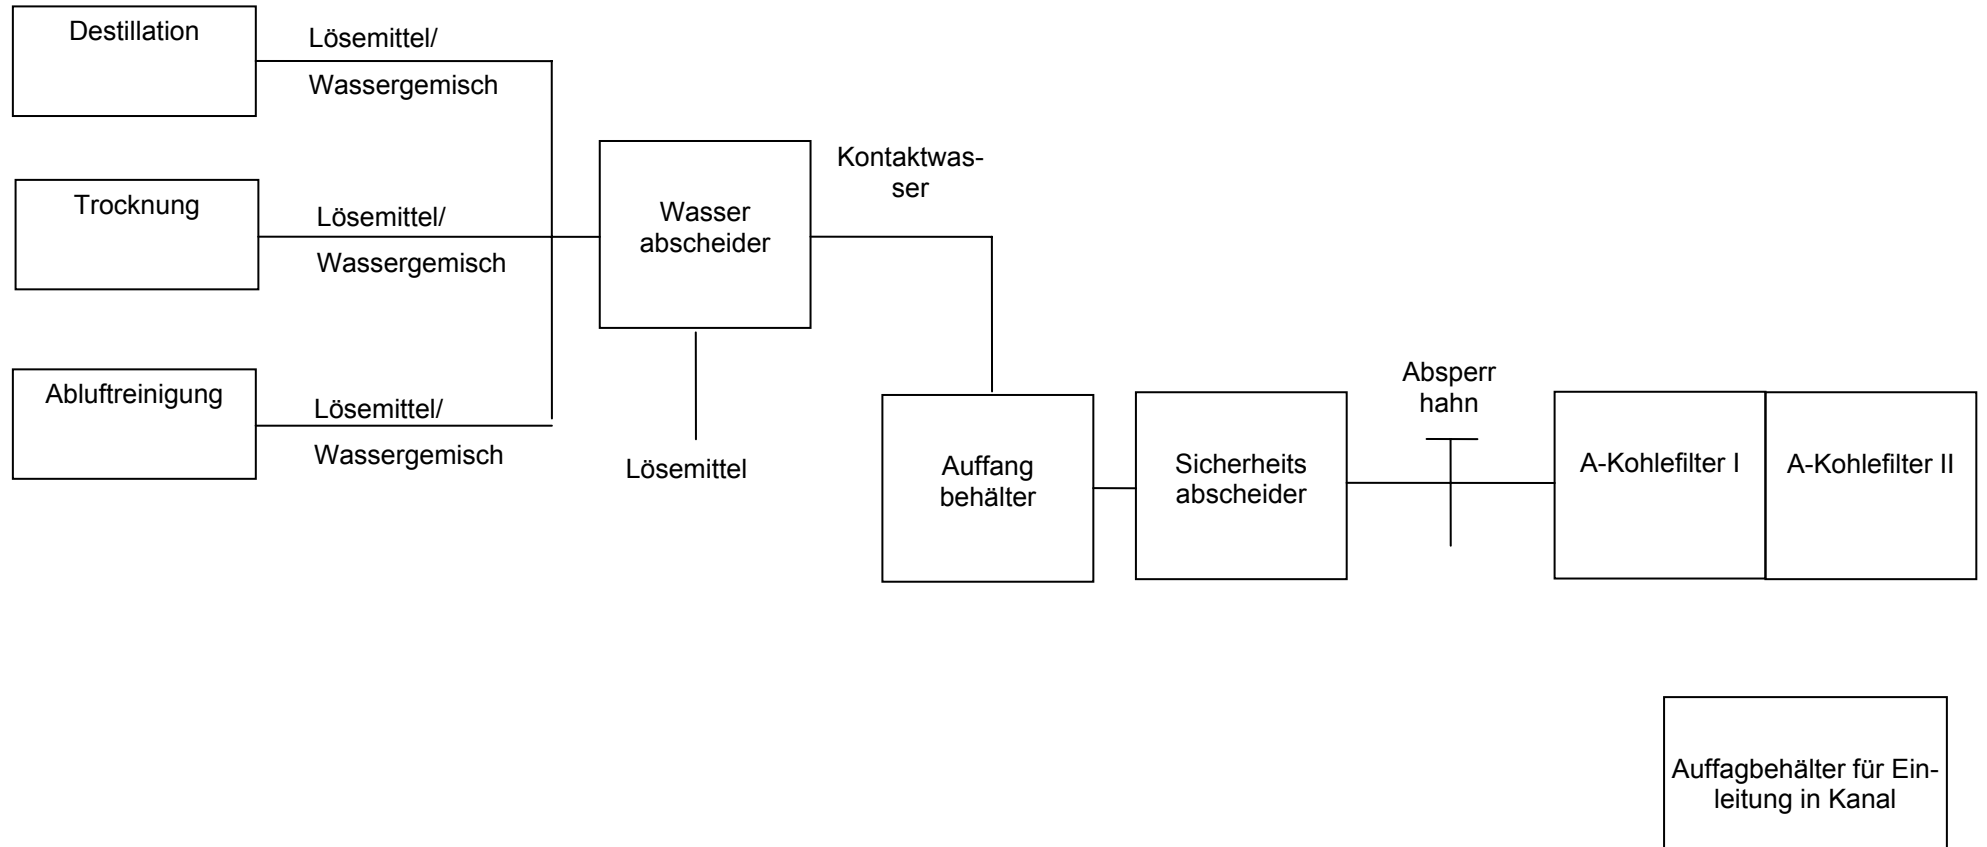 Destillation
Lösemittel/
Wassergemisch
Trocknung
Lösemittel/
Wassergemisch
Abluftreinigung
Lösemittel/
Wassergemisch
Wasser
abscheider
Lösemittel
Kontaktwas-
ser
Auffang
behälter
Sicherheits
abscheider
Absperr
hahn
A-Kohlefilter I
A-Kohlefilter II
Auffagbehälter für Ein-
leitung in Kanal